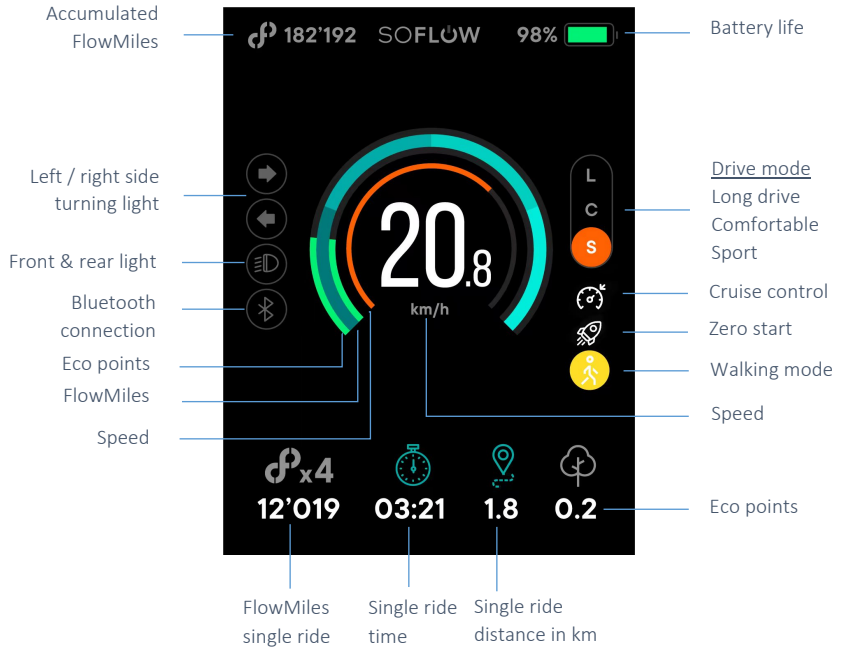 Accumulated
FlowMiles
182'192
SOFLOW
98%
Battery life
Left / right side
turning light
Front & rear light
Bluetooth
connection
Eco points
FlowMiles
Speed
20.8
km/h
L
C
S
Drive mode
Long drive
Comfortable
Sport
Cruise control
Zero start
Walking mode
Speed
x4
12'019
03:21
1.8
0.2
Eco points
FlowMiles
single ride
Single ride
time
Single ride
distance in km